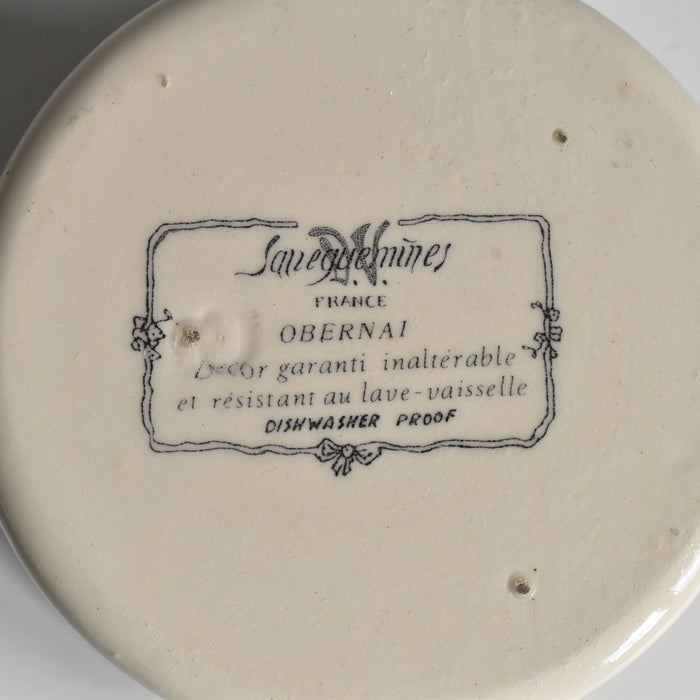 Sarreguemines
D.V.
FRANCE
OBERNAI
Décor garanti inaltérable
et résistant au lave-vaisselle
DISHWASHER PROOF